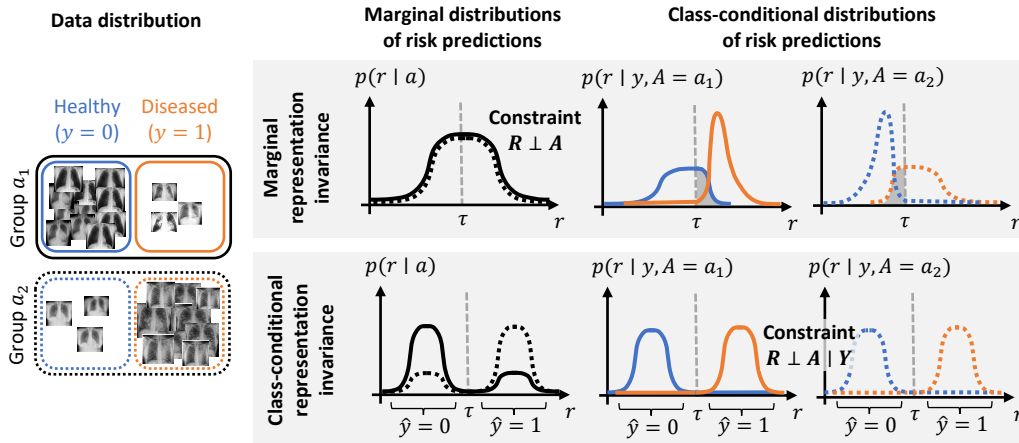 Data distribution
Marginal distributions
of risk predictions
Class-conditional distributions
of risk predictions
Healthy
(y = 0)
Diseased
(y = 1)
Group a₁
Group a₂
Marginal
representation
invariance
p(r | a)
Constraint
R ⊥ A
τ
r
p(r | y, A = a₁)
τ
r
p(r | y, A = a₂)
τ
r
Class-conditional
representation
invariance
p(r | a)
τ
r
ŷ = 0
ŷ = 1
p(r | y, A = a₁)
Constraint
R ⊥ A | Y
τ
r
ŷ = 0
ŷ = 1
p(r | y, A = a₂)
τ
r
ŷ = 0
ŷ = 1